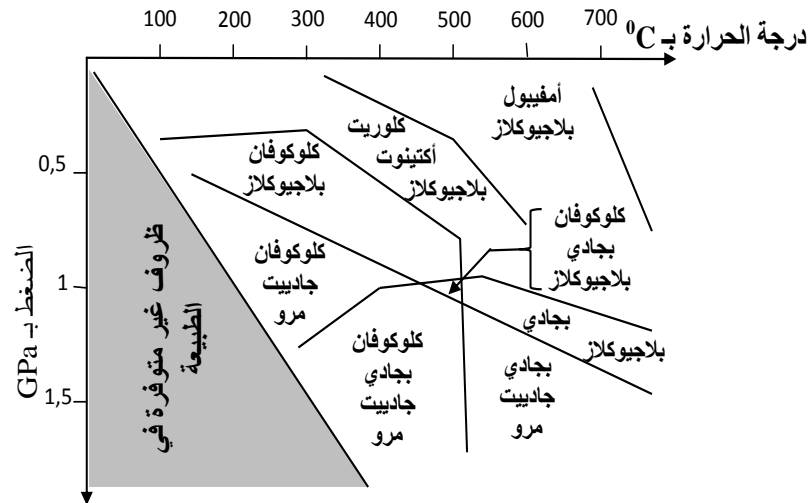 درجة الحرارة بـ ⁰C
100 200 300 400 500 600 700
الضغط بـ GPa
0,5
1
1,5
أمفيبول
بلاجيوكلاز
كلوريت
أكتينوت
بلاجيوكلاز
كلوكوفان
بلاجيوكلاز
كلوكوفان
بجادي
بلاجيوكلاز
كلوكوفان
جادييت
مرو
بجادي
بلاجيوكلاز
كلوكوفان
بجادي
جادييت
مرو
بجادي
جادييت
مرو
ظروف غير متوفرة في
الطبيعة